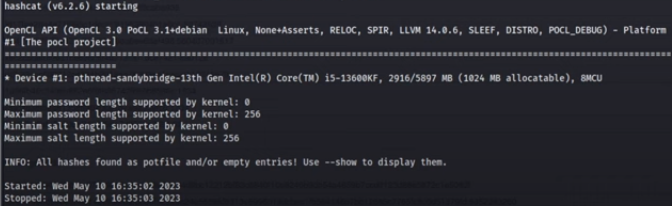 hashcat (v6.2.6) starting
OpenCL API (OpenCL 3.0 PoCL 3.1+debian  Linux, None+Asserts, RELOC, SPIR, LLVM 14.0.6, SLEEF, DISTRO, POCL_DEBUG) - Platform
#1 [The pocl project]
====================================================================================================================
====================
* Device #1: pthread-sandybridge-13th Gen Intel(R) Core(TM) i5-13600KF, 2916/5897 MB (1024 MB allocatable), 8MCU
Minimum password length supported by kernel: 0
Maximum password length supported by kernel: 256
Minimim salt length supported by kernel: 0
Maximum salt length supported by kernel: 256
INFO: All hashes found as potfile and/or empty entries! Use --show to display them.
Started: Wed May 10 16:35:02 2023
Stopped: Wed May 10 16:35:03 2023